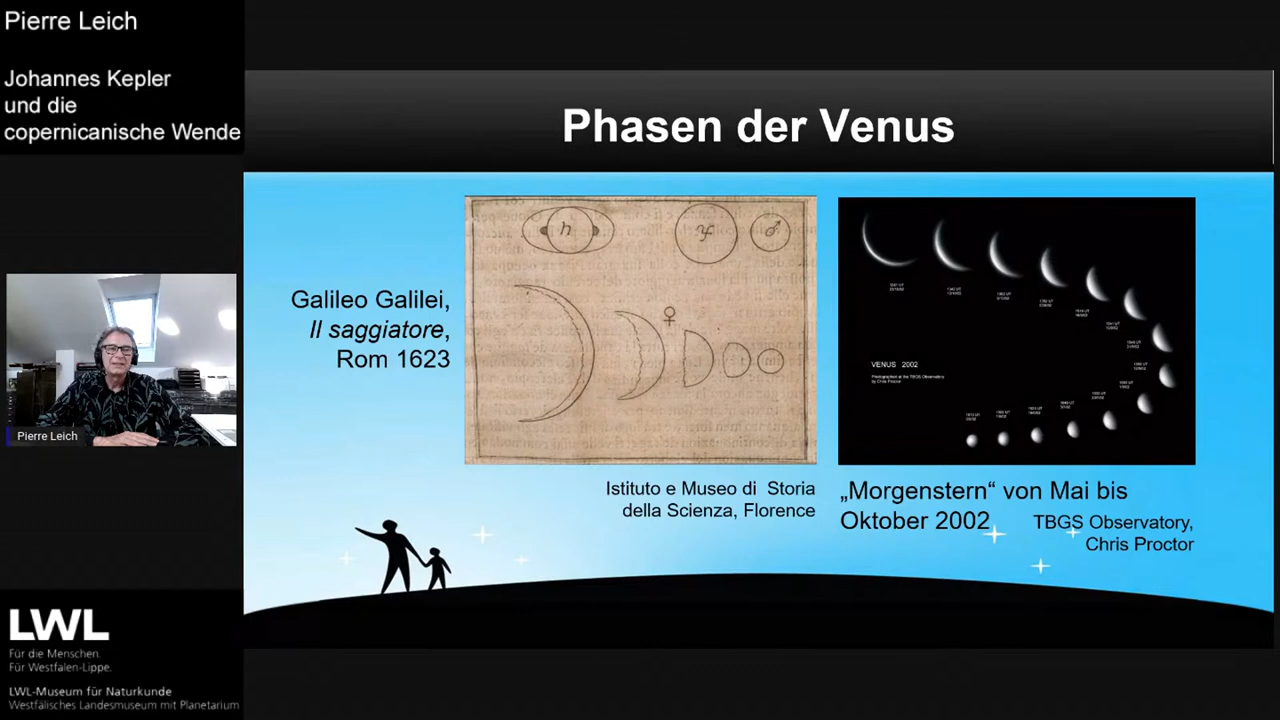 Pierre Leich
Johannes Kepler
und die
copernicanische Wende
Phasen der Venus
Galileo Galilei,
Il saggiatore,
Rom 1623
♄
♃
♂
♀
VENUS 2002
Photographed at the TBGS Observatory
by Chris Proctor
Istituto e Museo di Storia
della Scienza, Florence
„Morgenstern“ von Mai bis
Oktober 2002
TBGS Observatory,
Chris Proctor
Pierre Leich
LWL
Für die Menschen.
Für Westfalen-Lippe.
LWL-Museum für Naturkunde
Westfälisches Landesmuseum mit Planetarium